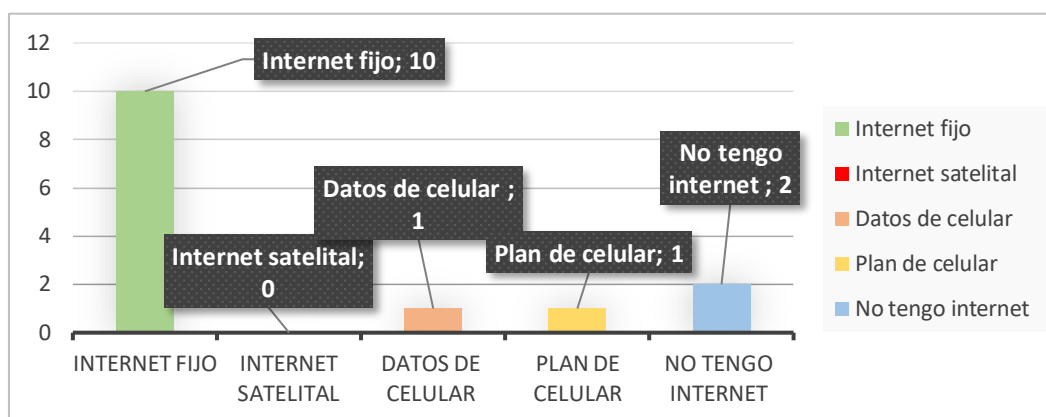 12
10
8
6
4
2
0
Internet fijo; 10
Internet satelital;
0
Datos de celular ;
1
Plan de celular; 1
No tengo
internet ; 2
INTERNET FIJO
INTERNET
SATELITAL
DATOS DE
CELULAR
PLAN DE
CELULAR
NO TENGO
INTERNET
Internet fijo
Internet satelital
Datos de celular
Plan de celular
No tengo internet